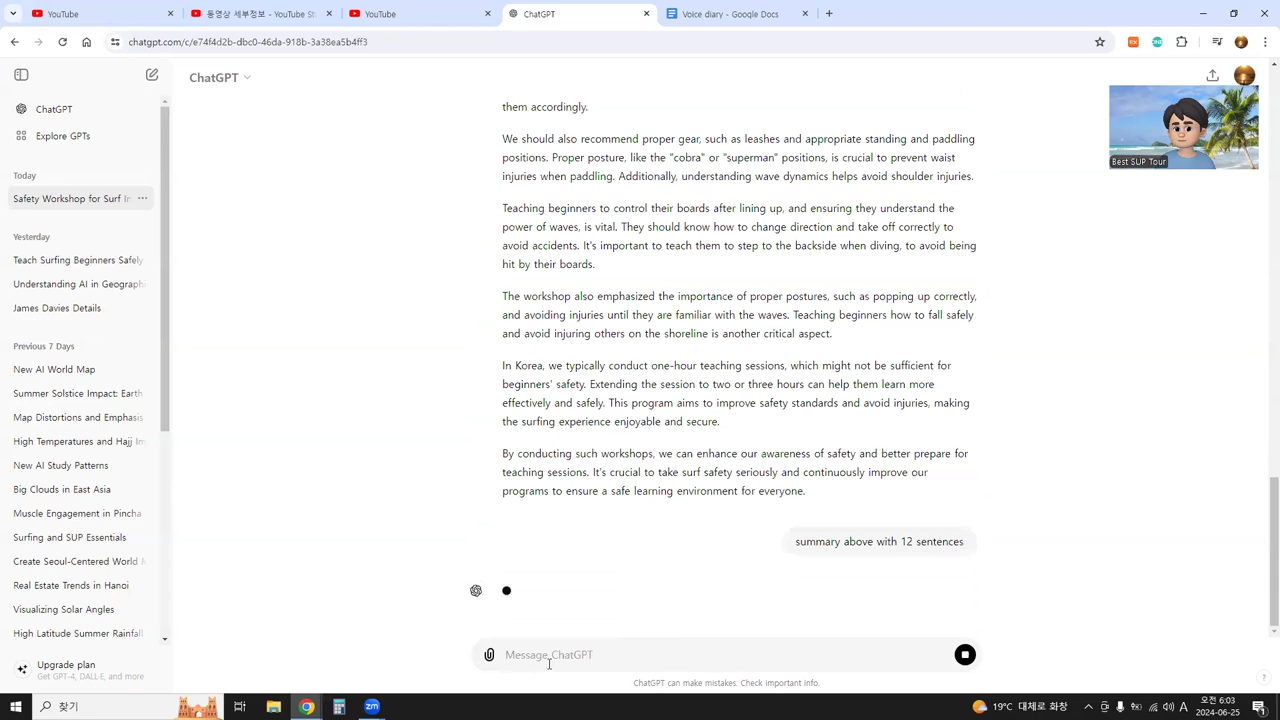 YouTube
동영상 세부정보 - YouTube St
YouTube
ChatGPT
Voice diary - Google Docs
chatgpt.com/c/e74f4d2b-dbc0-46da-918b-3a38ea5b4ff3
ChatGPT
ChatGPT
Explore GPTs
Today
Safety Workshop for Surf In
Yesterday
Teach Surfing Beginners Safely
Understanding AI in Geograph
James Davies Details
Previous 7 Days
New AI World Map
Summer Solstice Impact: Earth
Map Distortions and Emphasis
High Temperatures and Hajj Im
New AI Study Patterns
Big Clouds in East Asia
Muscle Engagement in Pincha
Surfing and SUP Essentials
Create Seoul-Centered World M
Real Estate Trends in Hanoi
Visualizing Solar Angles
High Latitude Summer Rainfall
Upgrade plan
Get GPT-4, DALL·E, and more
them accordingly.
We should also recommend proper gear, such as leashes and appropriate standing and paddling
positions. Proper posture, like the "cobra" or "superman" positions, is crucial to prevent waist
injuries when paddling. Additionally, understanding wave dynamics helps avoid shoulder injuries.
Teaching beginners to control their boards after lining up, and ensuring they understand the
power of waves, is vital. They should know how to change direction and take off correctly to
avoid accidents. It's important to teach them to step to the backside when diving, to avoid being
hit by their boards.
The workshop also emphasized the importance of proper postures, such as popping up correctly,
and avoiding injuries until they are familiar with the waves. Teaching beginners how to fall safely
and avoid injuring others on the shoreline is another critical aspect.
In Korea, we typically conduct one-hour teaching sessions, which might not be sufficient for
beginners' safety. Extending the session to two or three hours can help them learn more
effectively and safely. This program aims to improve safety standards and avoid injuries, making
the surfing experience enjoyable and secure.
By conducting such workshops, we can enhance our awareness of safety and better prepare for
teaching sessions. It's crucial to take surf safety seriously and continuously improve our
programs to ensure a safe learning environment for everyone.
summary above with 12 sentences
Message ChatGPT
ChatGPT can make mistakes. Check important info.
Best SUP Tour
찾기
19°C 대체로 화창
A
오전 6:03
2024-06-25